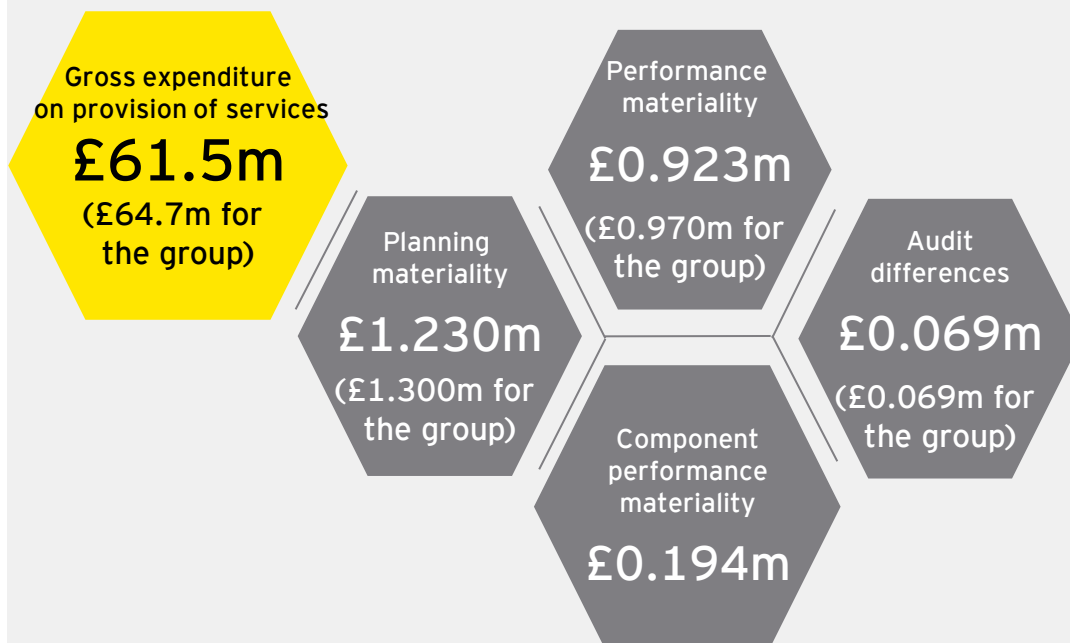 Gross expenditure
on provision of services
£61.5m
(£64.7m for
the group)
Planning
materiality
£1.230m
(£1.300m for
the group)
Performance
materiality
£0.923m
(£0.970m for
the group)
Component
performance
materiality
£0.194m
Audit
differences
£0.069m
(£0.069m for
the group)